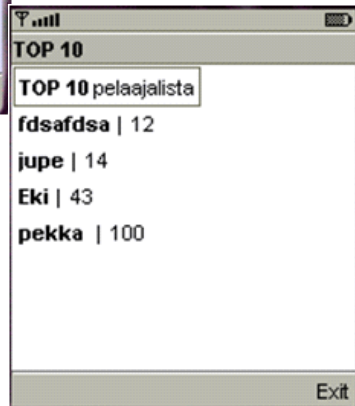 TOP 10
TOP 10 pelaajalista
fdsafdsa | 12
jupe | 14
Eki | 43
pekka | 100
Exit